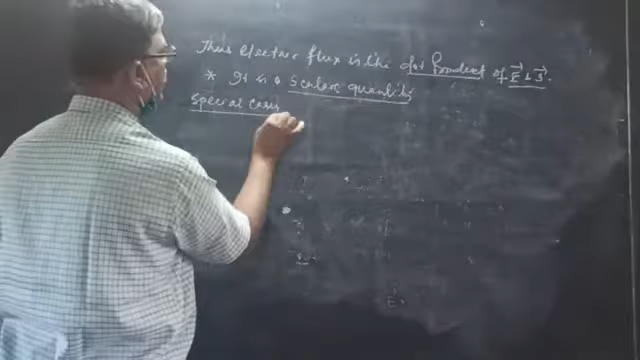 Thus electric flux is the dot product of E⃗ & S⃗.
* It is a scalar quantity
Special cases
E